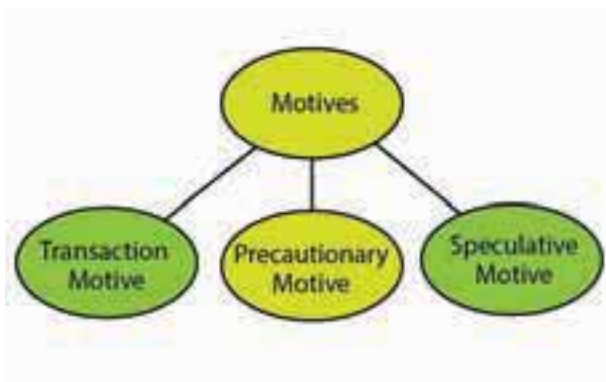 Motives
Transaction
Motive
Precautionary
Motive
Speculative
Motive